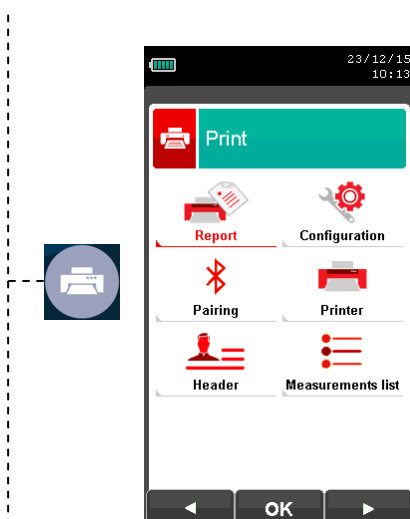 23/12/15
10:13
Print
Report Configuration
Pairing Printer
Header Measurements list
OK